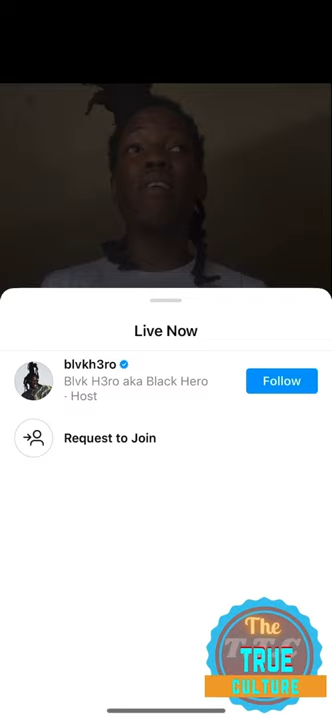 Live Now
blvkh3ro
Blvk H3ro aka Black Hero
· Host
Follow
Request to Join
The
T.T.C
TRUE
CULTURE